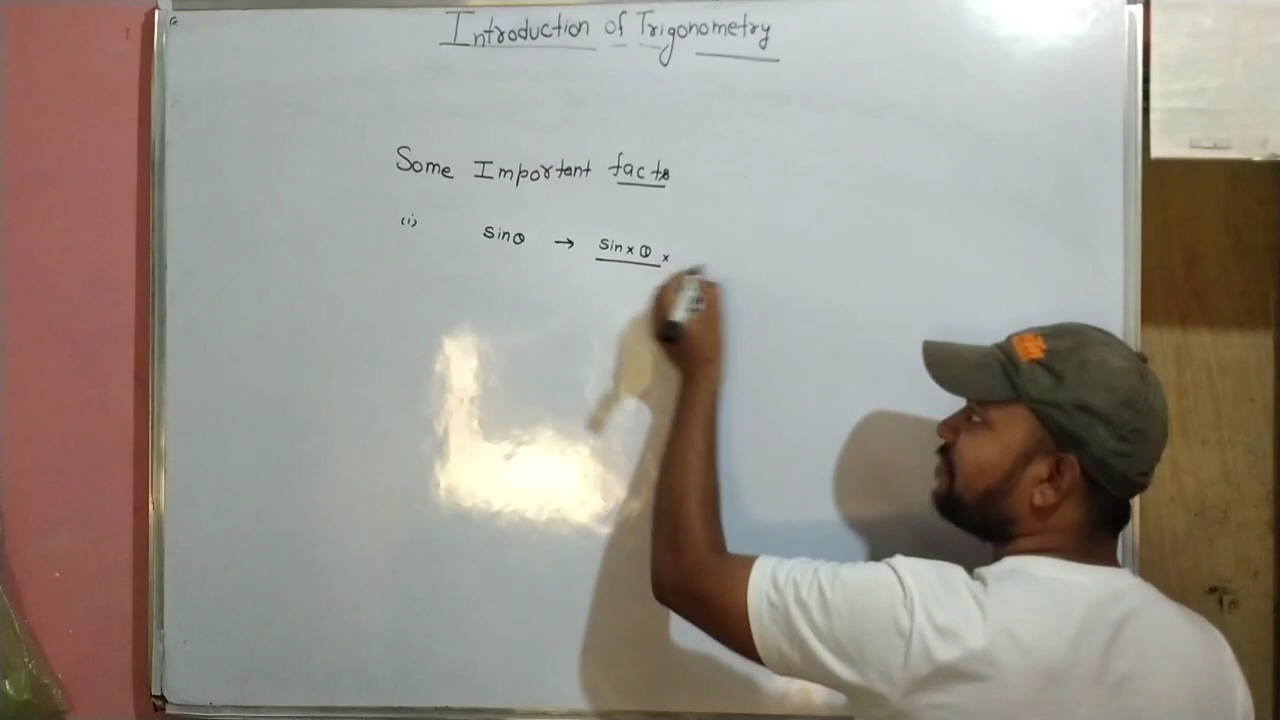 Introduction of Trigonometry
Some Important facts
(i) sinθ → sin x θ x